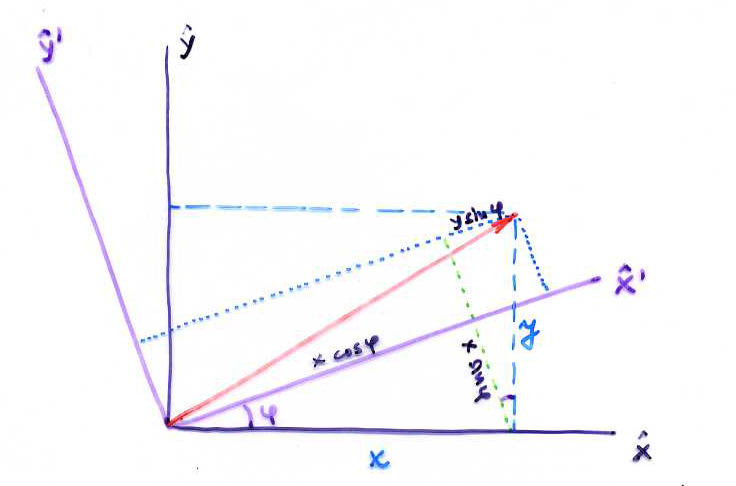 ŷ'
ŷ
y sin φ
x̂'
y
x cos φ
x sin φ
φ
x̂
x